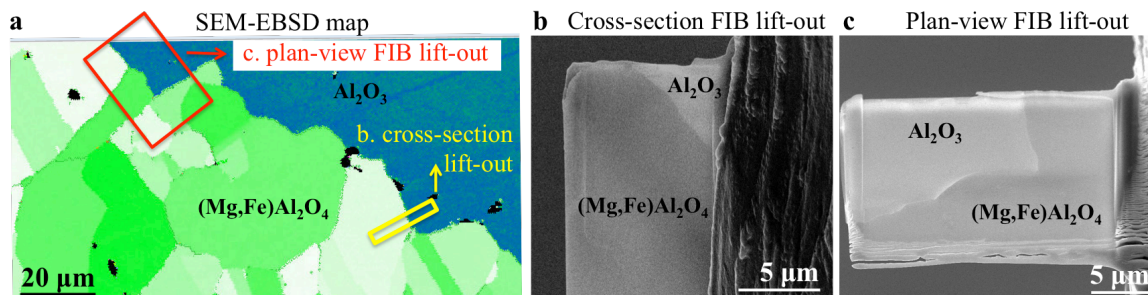 a
SEM-EBSD map
c. plan-view FIB lift-out
Al₂O₃
b. cross-section
lift-out
(Mg,Fe)Al₂O₄
20 µm
b
Cross-section FIB lift-out
Al₂O₃
(Mg,Fe)Al₂O₄
5 µm
c
Plan-view FIB lift-out
Al₂O₃
(Mg,Fe)Al₂O₄
5 µm